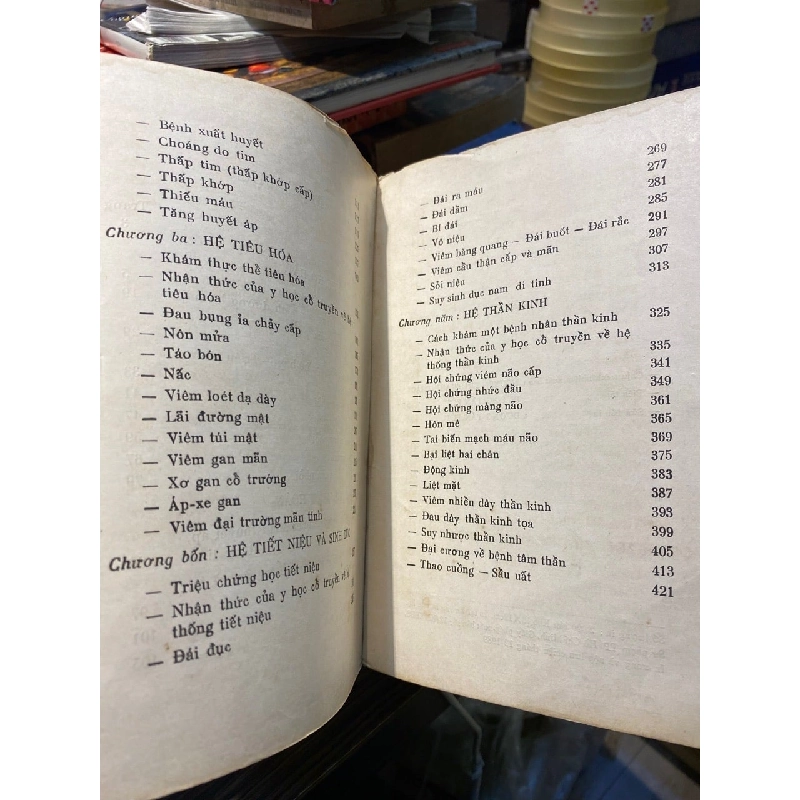 — Bệnh xuất huyết
— Choáng do tim
— Thấp tim (thấp khớp cấp)
— Thấp khớp
— Thiếu máu
— Tăng huyết áp
Chương ba : HỆ TIÊU HÓA
— Khám thực thể tiêu hóa
— Nhận thức của y học cổ truyền về hệ
tiêu hóa
— Đau bụng ỉa chảy cấp
— Nôn mửa
— Táo bón
— Nấc
— Viêm loét dạ dày
— Lãi đường mật
— Viêm túi mật
— Viêm gan mãn
— Xơ gan cổ trướng
— Áp-xe gan
— Viêm đại trường mãn tính
Chương bốn : HỆ TIẾT NIỆU VÀ SINH DỤC
— Triệu chứng học tiết niệu
— Nhận thức của y học cổ truyền về
thống tiết niệu
— Đái đục
— Đái ra máu 269
— Đái dầm 277
— Bí đái 281
— Vô niệu 285
— Viêm bàng quang — Đái buốt — Đái rắc 291
— Viêm cầu thận cấp và mãn 297
— Sỏi niệu 307
— Suy sinh dục nam di tinh 313
Chương năm : HỆ THẦN KINH
— Cách khám một bệnh nhân thần kinh 325
— Nhận thức của y học cổ truyền về hệ
thống thần kinh 335
— Hội chứng viêm não cấp 341
— Hội chứng nhức đầu 349
— Hội chứng màng não 361
— Hôn mê 365
— Tai biến mạch máu não 369
— Bại liệt hai chân 375
— Động kinh 383
— Liệt mặt 387
— Viêm nhiều dây thần kinh 393
— Đau dây thần kinh tọa 399
— Suy nhược thần kinh 405
— Đại cương về bệnh tâm thần 413
— Thao cuồng — Sầu uất 421